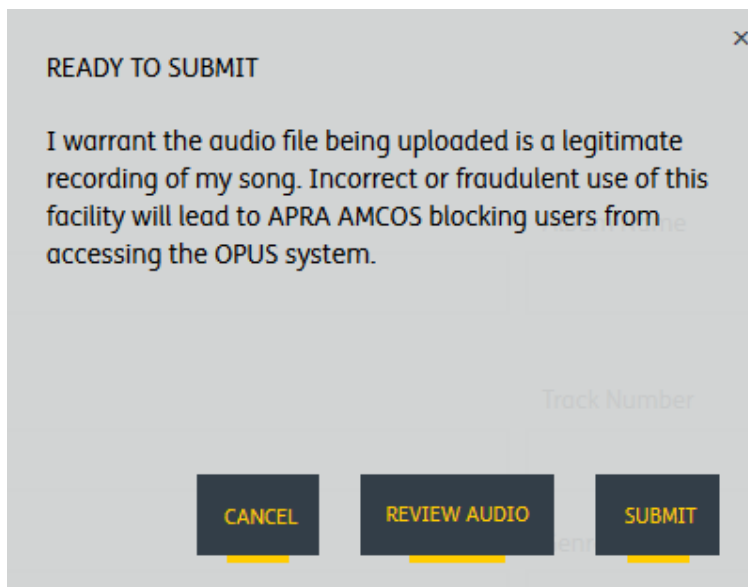 ×
READY TO SUBMIT
I warrant the audio file being uploaded is a legitimate
recording of my song. Incorrect or fraudulent use of this
facility will lead to APRA AMCOS blocking users from
accessing the OPUS system.
Track Number
CANCEL
REVIEW AUDIO
SUBMIT